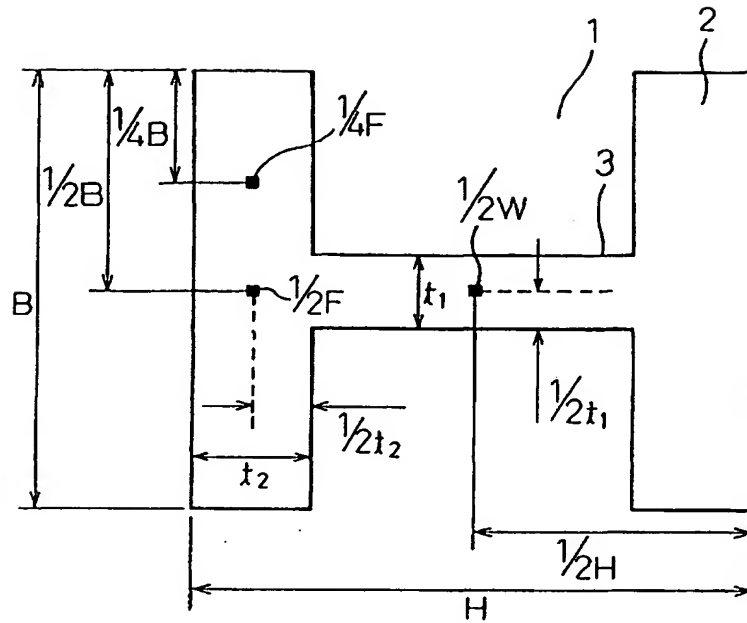 1
2
1/4B
1/4F
1/2B
3
1/2W
B
1/2F
t₁
1/2t₂
1/2t₁
t₂
1/2H
H